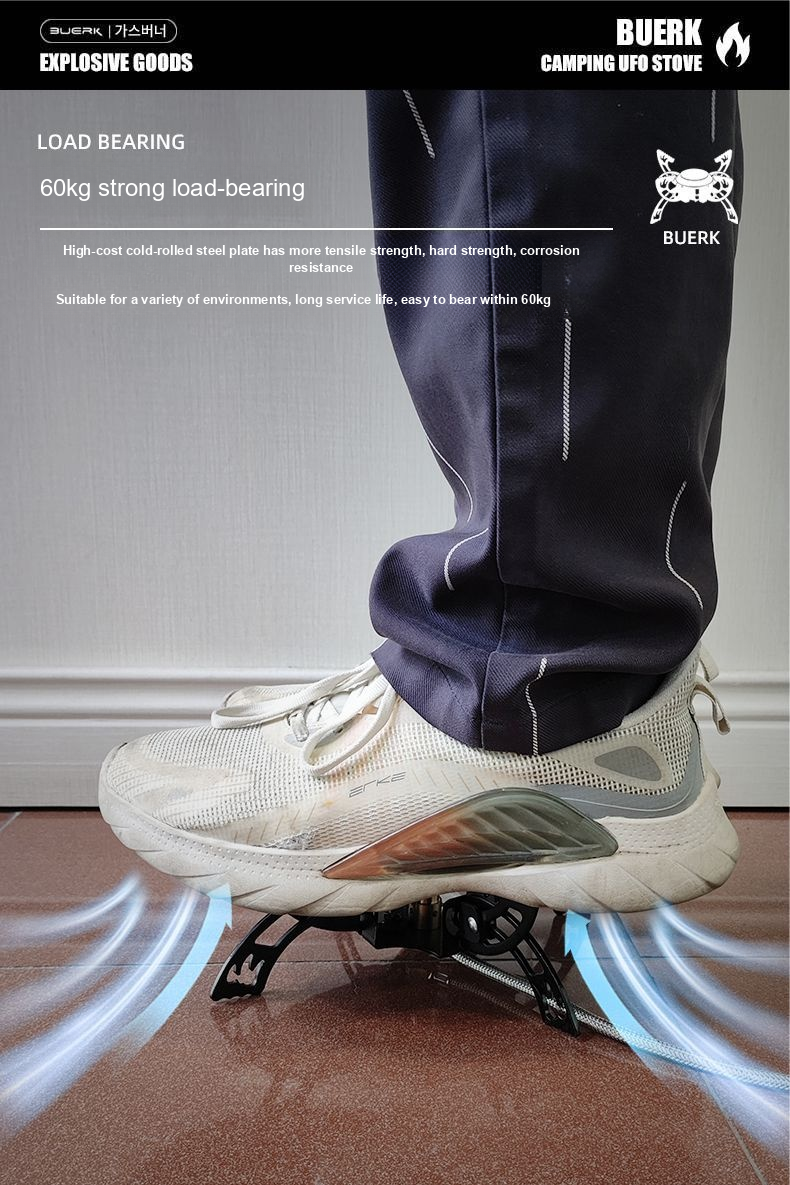 BUERK | 가스버너
EXPLOSIVE GOODS
BUERK
CAMPING UFO STOVE
LOAD BEARING
60kg strong load-bearing
BUERK
High-cost cold-rolled steel plate has more tensile strength, hard strength, corrosion
resistance
Suitable for a variety of environments, long service life, easy to bear within 60kg
ERKE